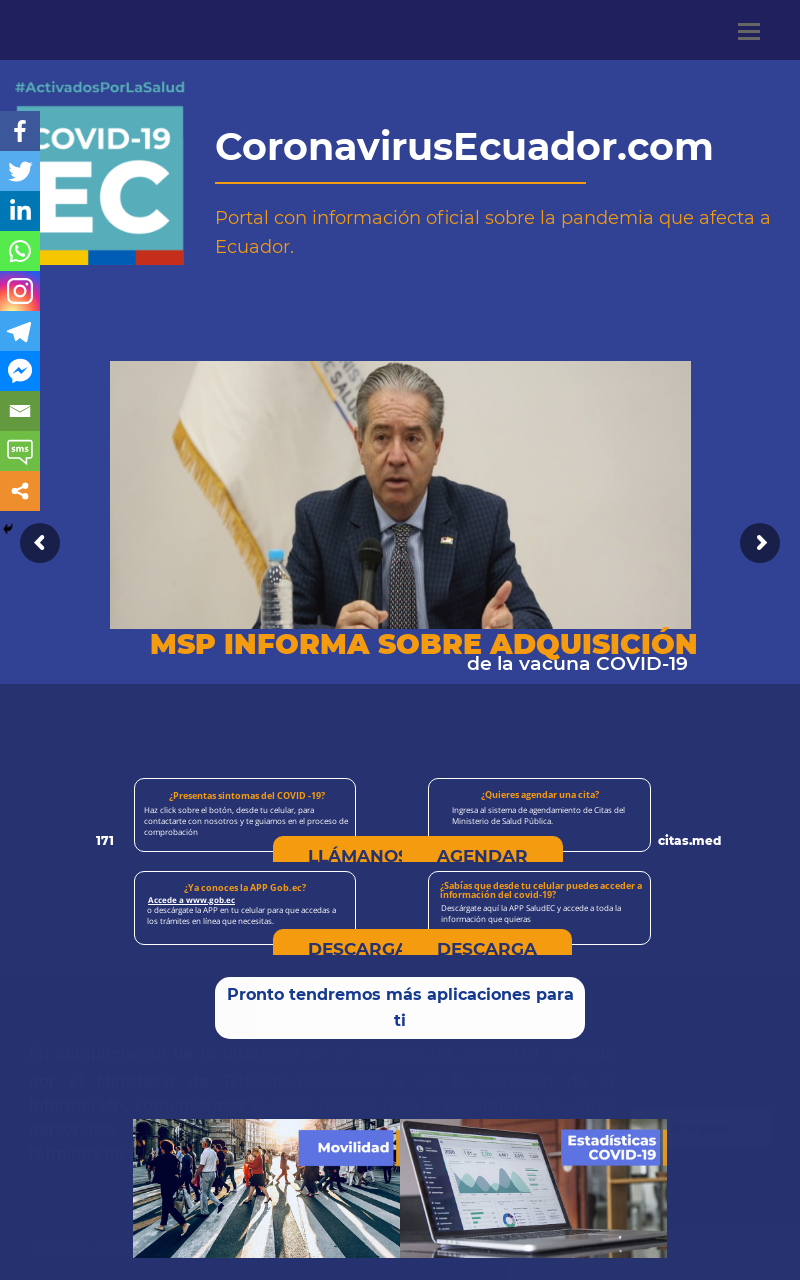 #ActivadosPorLaSalud
COVID-19
EC
CoronavirusEcuador.com
Portal con información oficial sobre la pandemia que afecta a
Ecuador.
sms
MSP INFORMA SOBRE ADQUISICIÓN
de la vacuna COVID-19
¿Presentas sintomas del COVID -19?
Haz click sobre el botón, desde tu celular, para
contactarte con nosotros y te guiamos en el proceso de
comprobación
171
LLÁMANOS
¿Quieres agendar una cita?
Ingresa al sistema de agendamiento de Citas del
Ministerio de Salud Pública.
citas.med
AGENDAR
¿Ya conoces la APP Gob.ec?
Accede a www.gob.ec
o descárgate la APP en tu celular para que accedas a
los trámites en línea que necesitas.
DESCARGA
¿Sabías que desde tu celular puedes acceder a
información del covid-19?
Descárgate aquí la APP SaludEC y accede a toda la
información que quieras
DESCARGA
Pronto tendremos más aplicaciones para
ti
Movilidad
Estadísticas
COVID-19